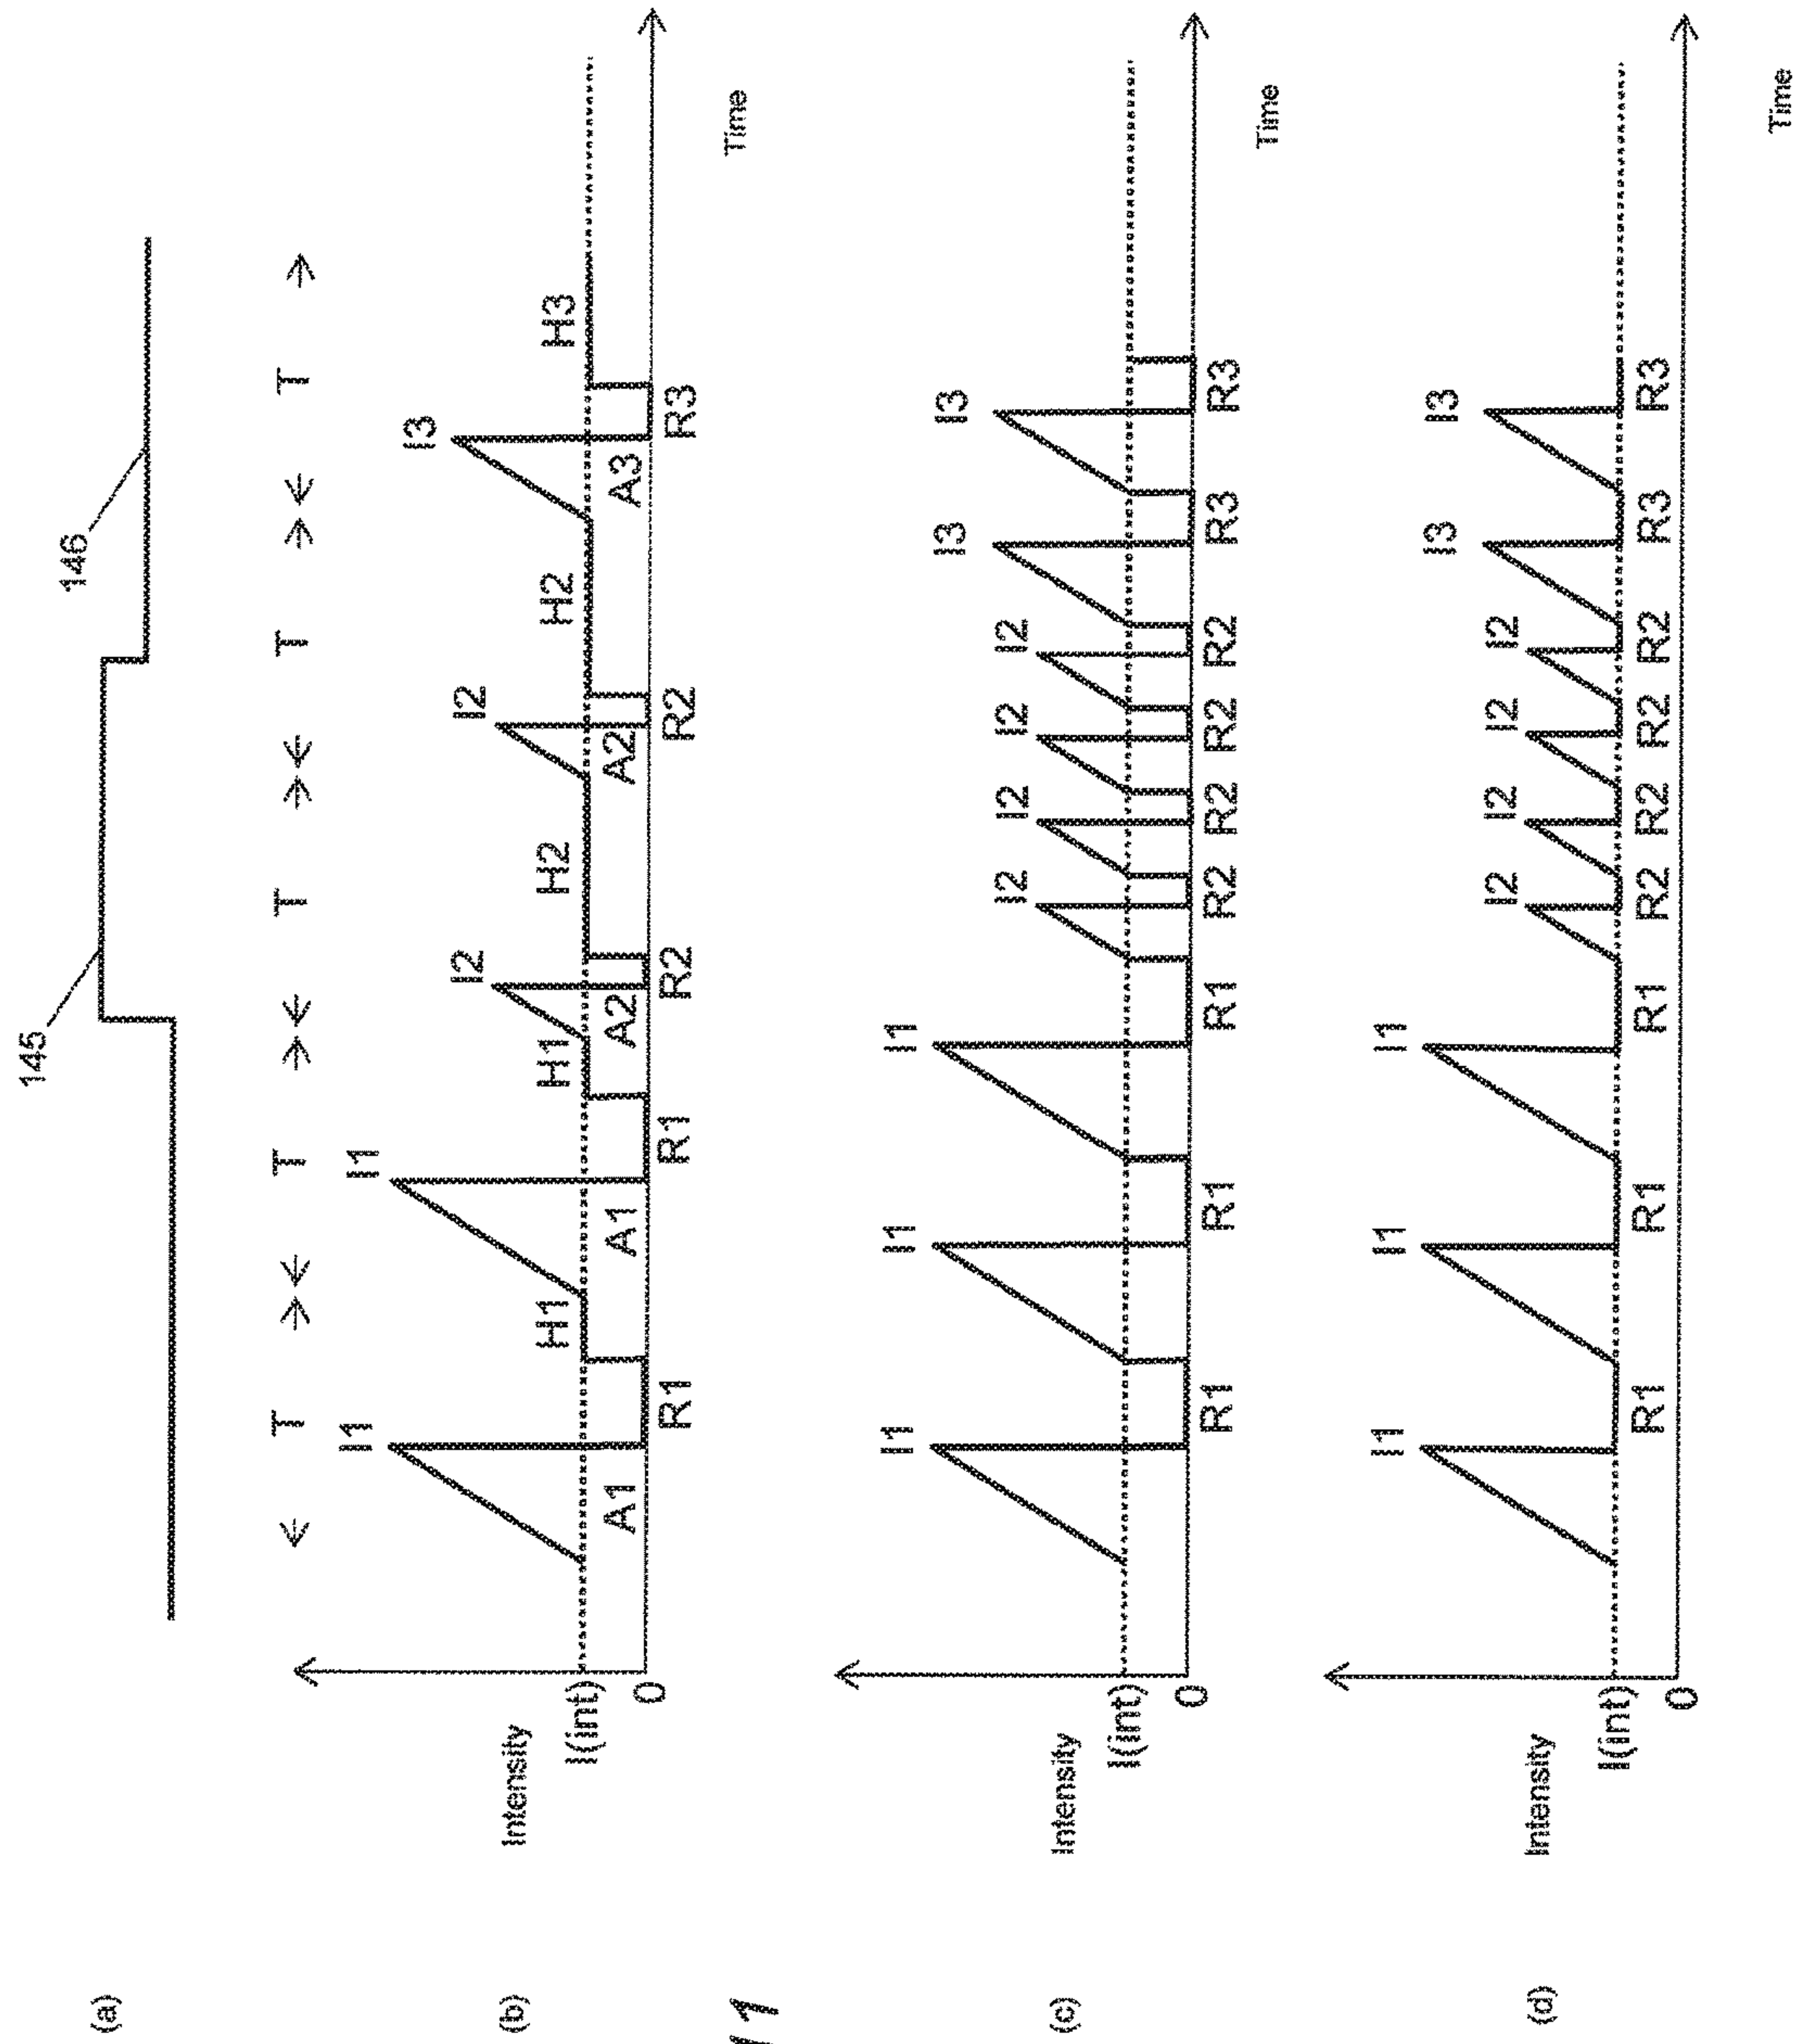 (a)
145 146
T T T T T
(b)
I1 I1 I2 I2 I3
Intensity
H1 H1 H2 H2 H3
I(int)
A1 A1 A2 A2 A3
0
R1 R1 R2 R2 R3
Time
(c)
I1 I1 I1 I2 I2 I2 I2 I3 I3
Intensity
I(int)
0
R1 R1 R1 R2 R2 R2 R2 R3 R3
Time
(d)
I1 I1 I1 I2 I2 I2 I2 I3 I3
Intensity
I(int)
R1 R1 R1 R2 R2 R2 R2 R3 R3
0
Time